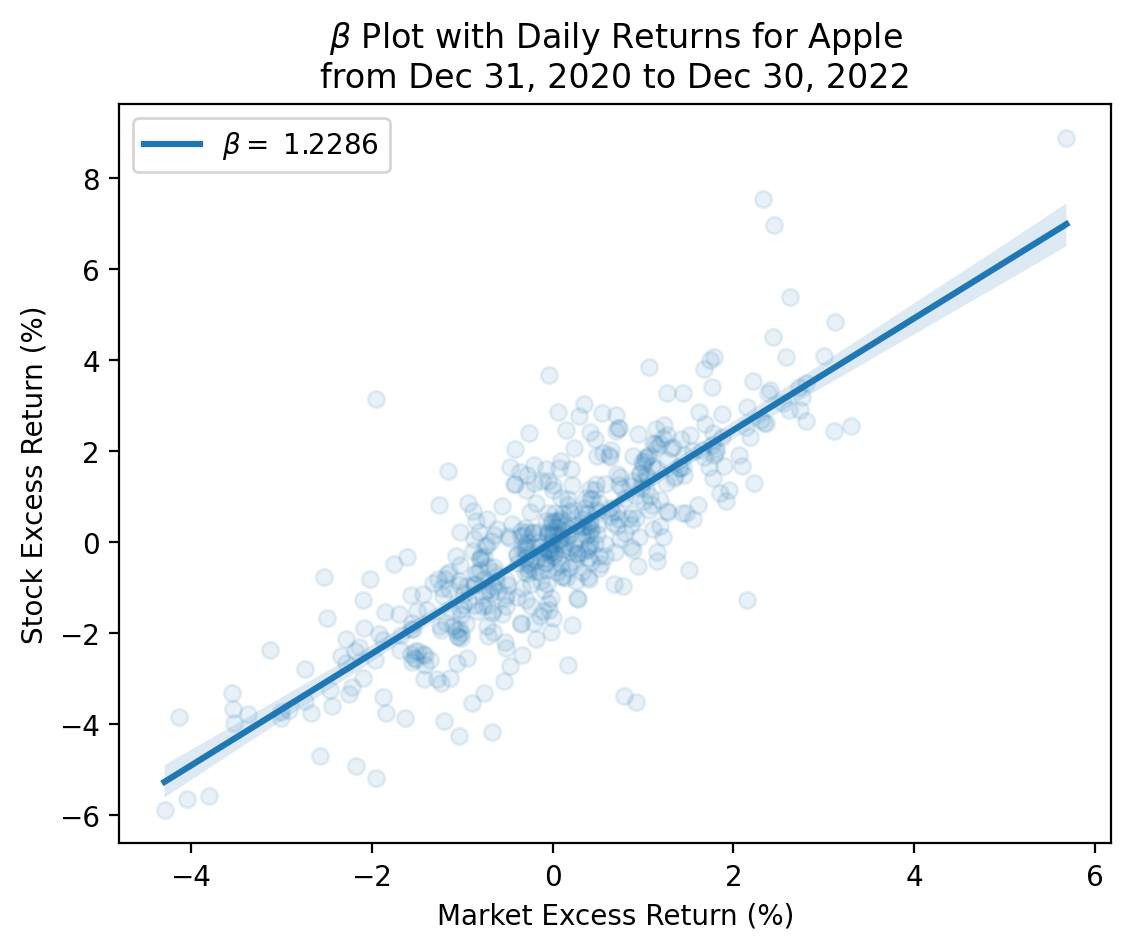 β Plot with Daily Returns for Apple
from Dec 31, 2020 to Dec 30, 2022
β = 1.2286
8
6
4
2
0
−2
−4
−6
Stock Excess Return (%)
−4 −2 0 2 4 6
Market Excess Return (%)